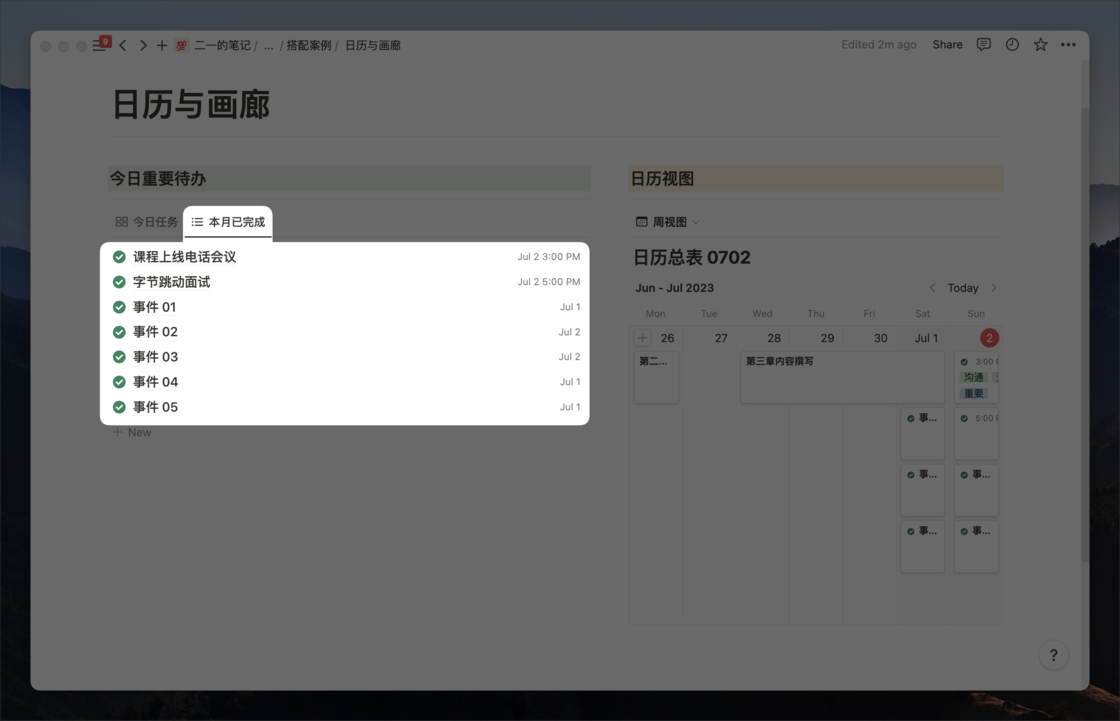 9
二一的笔记 / ... / 搭配案例 / 日历与画廊
Edited 2m ago Share
日历与画廊
今日重要待办
今日任务 本月已完成
课程上线电话会议 Jul 2 3:00 PM
字节跳动面试 Jul 2 5:00 PM
事件 01 Jul 1
事件 02 Jul 2
事件 03 Jul 2
事件 04 Jul 1
事件 05 Jul 1
+ New
日历视图
周视图
日历总表 0702
Jun - Jul 2023 Today
Mon Tue Wed Thu Fri Sat Sun
+ 26 27 28 29 30 Jul 1 2
第二... 第三章内容撰写 3:00
沟通
重要
事... 5:00
事... 事...
事... 事...
?